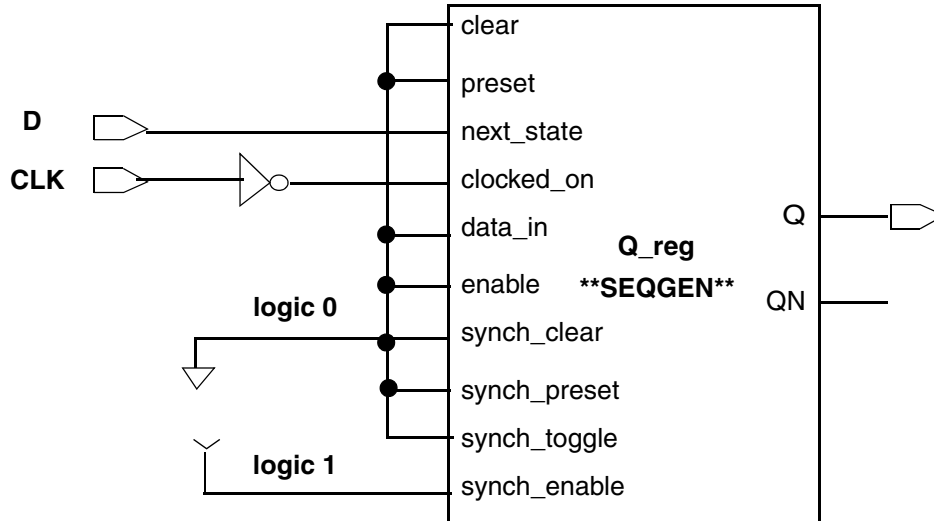 clear
preset
D
next_state
CLK
clocked_on
data_in
Q
Q_reg
enable
**SEQGEN**
QN
logic 0
synch_clear
synch_preset
synch_toggle
logic 1
synch_enable